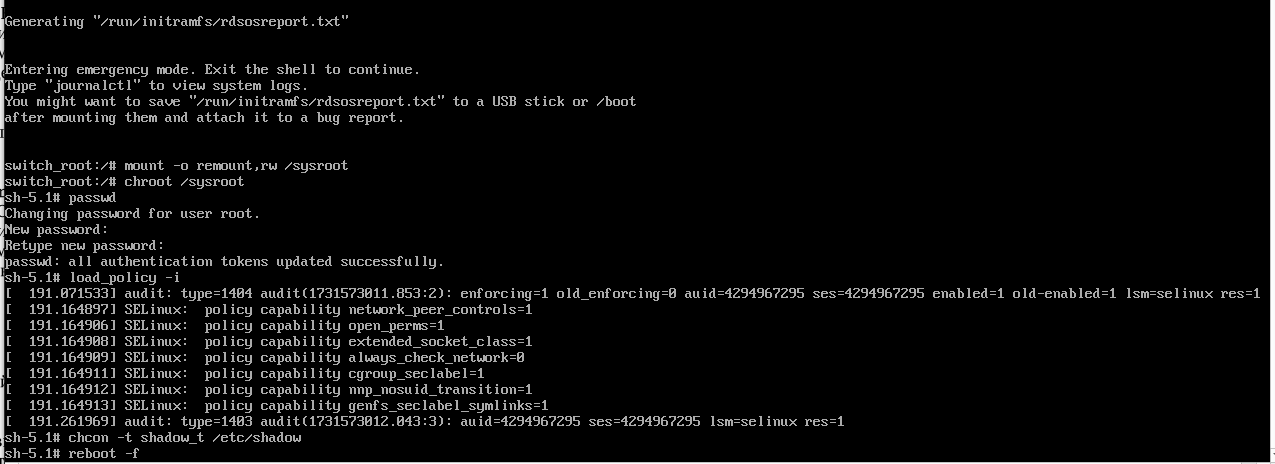 Generating "/run/initramfs/rdsosreport.txt"
Entering emergency mode. Exit the shell to continue.
Type "journalctl" to view system logs.
You might want to save "/run/initramfs/rdsosreport.txt" to a USB stick or /boot
after mounting them and attach it to a bug report.
switch_root:/# mount -o remount,rw /sysroot
switch_root:/# chroot /sysroot
sh-5.1# passwd
Changing password for user root.
New password:
Retype new password:
passwd: all authentication tokens updated successfully.
sh-5.1# load_policy -i
[  191.071533] audit: type=1404 audit(1731573011.853:2): enforcing=1 old_enforcing=0 auid=4294967295 ses=4294967295 enabled=1 old-enabled=1 lsm=selinux res=1
[  191.164897] SELinux:  policy capability network_peer_controls=1
[  191.164906] SELinux:  policy capability open_perms=1
[  191.164908] SELinux:  policy capability extended_socket_class=1
[  191.164909] SELinux:  policy capability always_check_network=0
[  191.164911] SELinux:  policy capability cgroup_seclabel=1
[  191.164912] SELinux:  policy capability nnp_nosuid_transition=1
[  191.164913] SELinux:  policy capability genfs_seclabel_symlinks=1
[  191.261969] audit: type=1403 audit(1731573012.043:3): auid=4294967295 ses=4294967295 lsm=selinux res=1
sh-5.1# chcon -t shadow_t /etc/shadow
sh-5.1# reboot -f